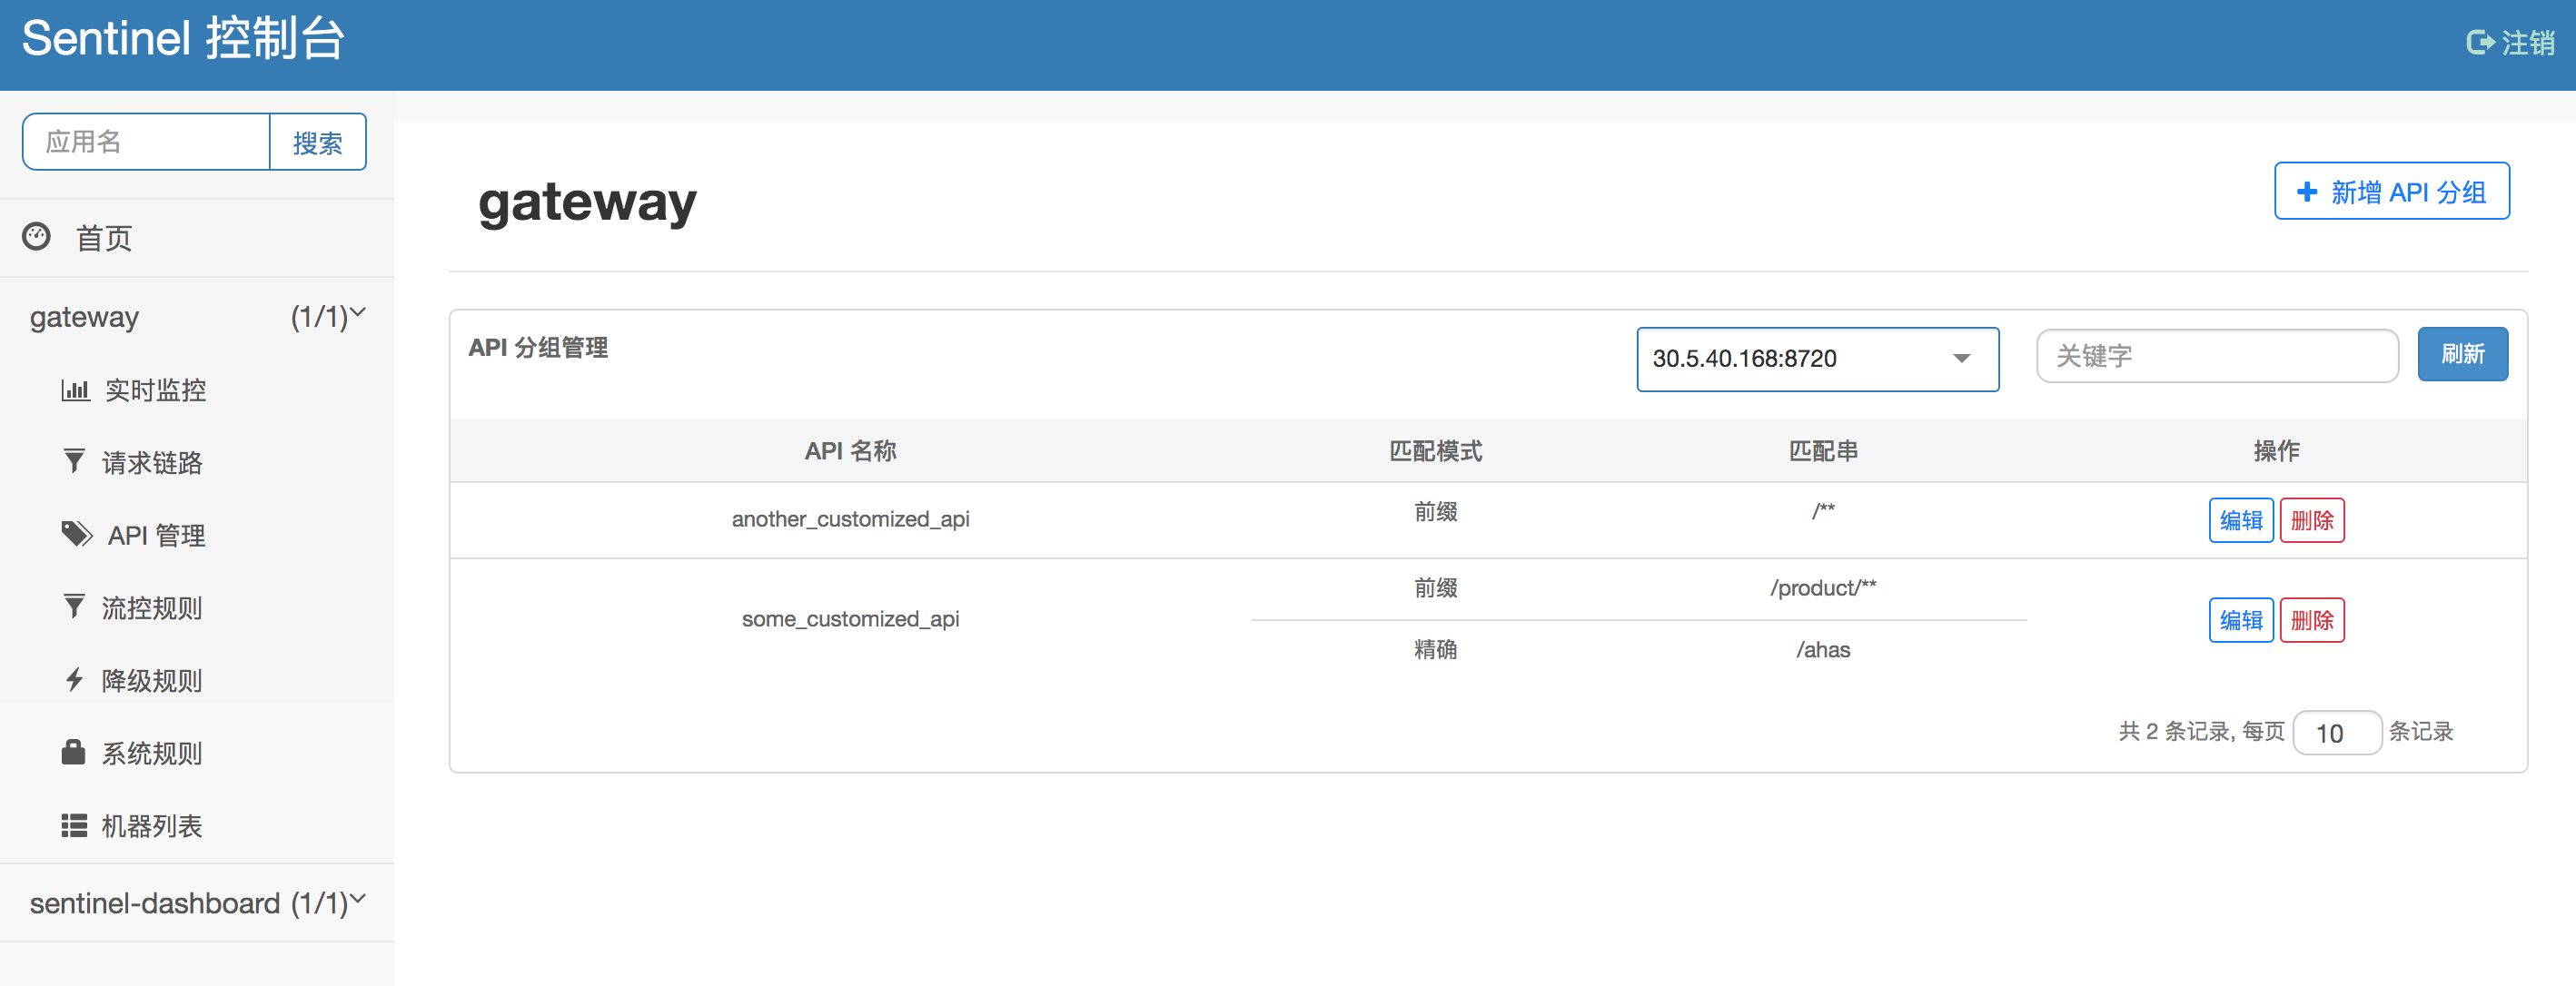 Sentinel 控制台
注销
应用名
搜索
首页
gateway (1/1)
实时监控
请求链路
API 管理
流控规则
降级规则
系统规则
机器列表
sentinel-dashboard (1/1)
gateway
新增 API 分组
API 分组管理
30.5.40.168:8720
关键字
刷新
API 名称 匹配模式 匹配串 操作
another_customized_api 前缀 /** 编辑 删除
some_customized_api 前缀 /product/** 编辑 删除
精确 /ahas
共 2 条记录, 每页 10 条记录